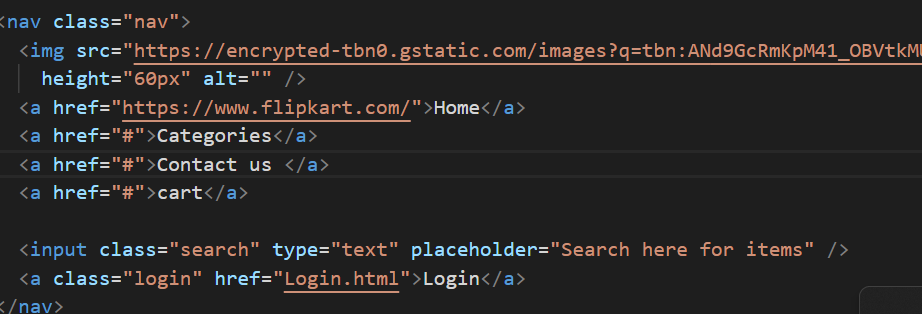 <nav class="nav">
<img src="https://encrypted-tbn0.gstatic.com/images?q=tbn:ANd9GcRmKpM41_OBVtkMU
height="60px" alt="" />
<a href="https://www.flipkart.com/">Home</a>
<a href="#">Categories</a>
<a href="#">Contact us </a>
<a href="#">cart</a>
<input class="search" type="text" placeholder="Search here for items" />
<a class="login" href="Login.html">Login</a>
</nav>